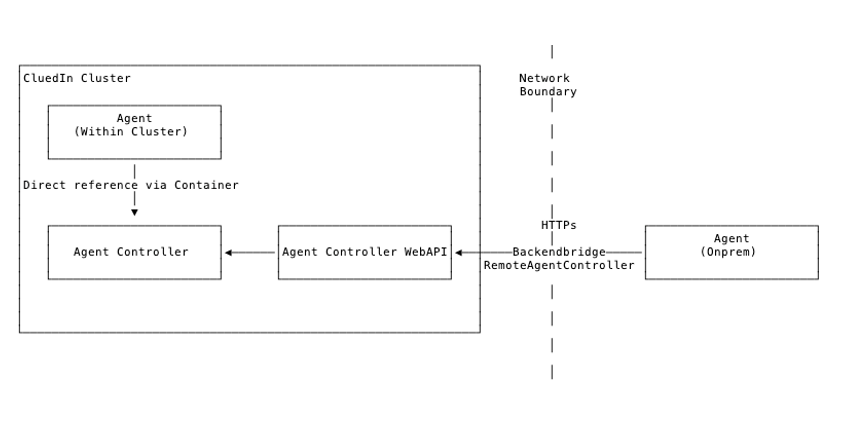 CluedIn Cluster
Network
Boundary
Agent
(Within Cluster)
Direct reference via Container
HTTPs
Agent Controller
Agent Controller WebAPI
Backendbridge
RemoteAgentController
Agent
(Onprem)